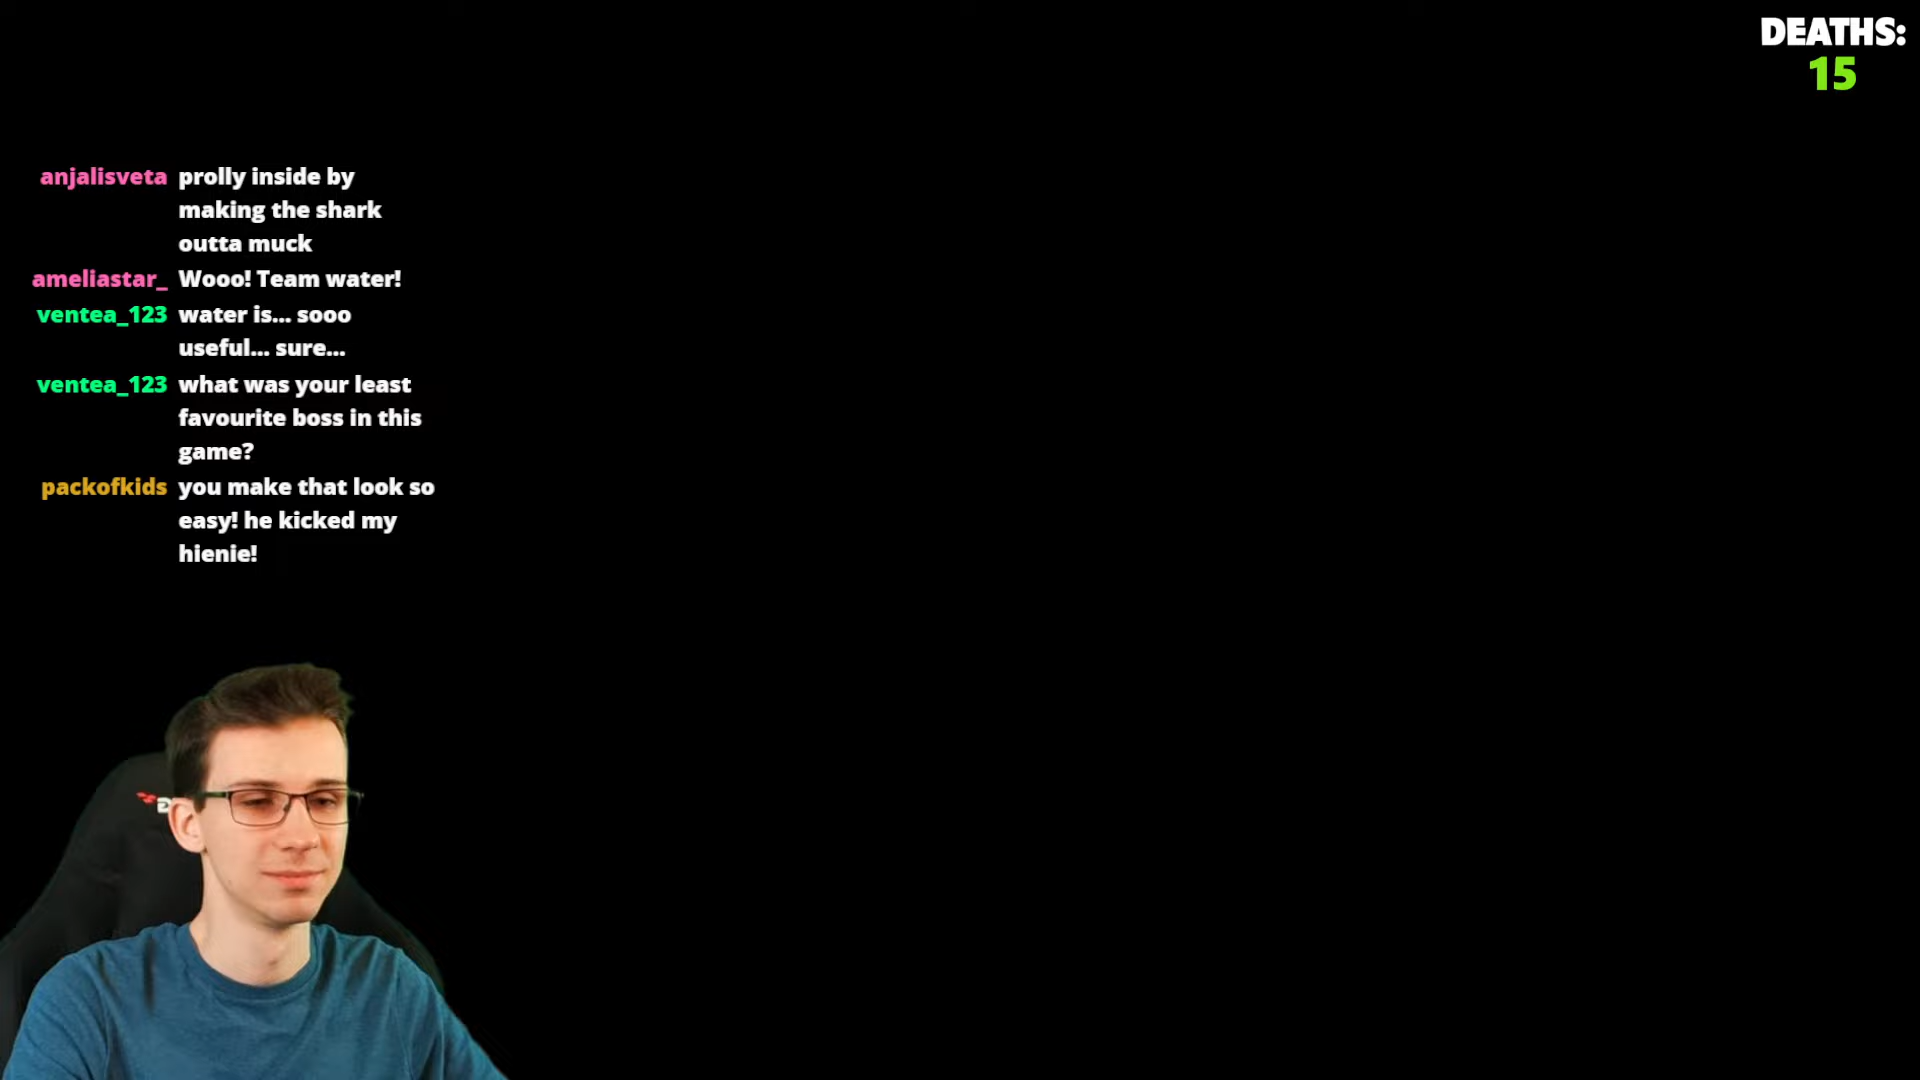 DEATHS:
15
anjalisveta prolly inside by
making the shark
outta muck
ameliastar_ Wooo! Team water!
ventea_123 water is... sooo
useful... sure...
ventea_123 what was your least
favourite boss in this
game?
packofkids you make that look so
easy! he kicked my
hienie!